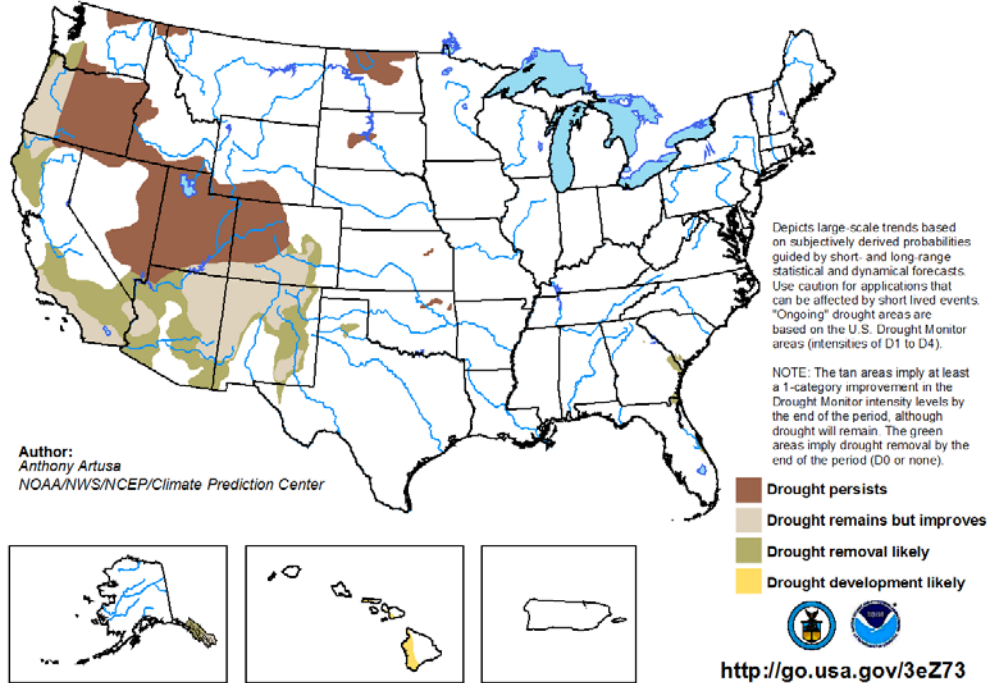 Depicts large-scale trends based
on subjectively derived probabilities
guided by short- and long-range
statistical and dynamical forecasts.
Use caution for applications that
can be affected by short lived events.
"Ongoing" drought areas are
based on the U.S. Drought Monitor
areas (intensities of D1 to D4).
NOTE: The tan areas imply at least
a 1-category improvement in the
Drought Monitor intensity levels by
the end of the period, although
drought will remain. The green
areas imply drought removal by the
end of the period (D0 or none).
Author:
Anthony Artusa
NOAA/NWS/NCEP/Climate Prediction Center
Drought persists
Drought remains but improves
Drought removal likely
Drought development likely
http://go.usa.gov/3eZ73